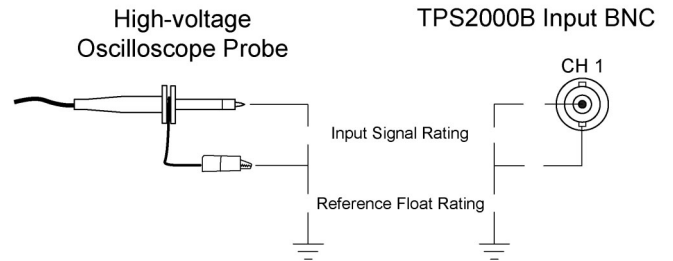 High-voltage
Oscilloscope Probe
TPS2000B Input BNC
CH 1
Input Signal Rating
Reference Float Rating